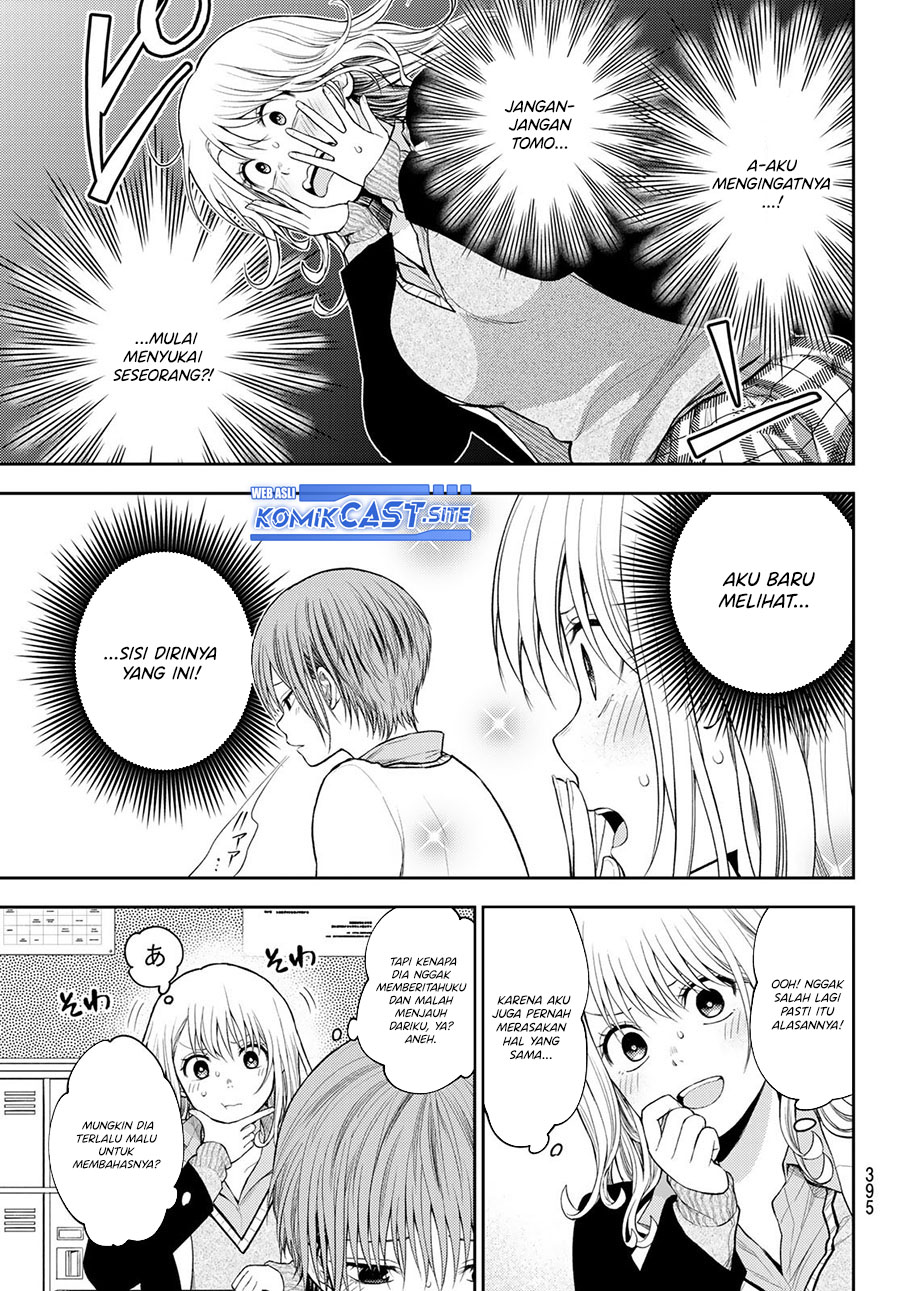 A-AKU
MENGINGATNYA
...!
JANGAN-
JANGAN
TOMO...
...MULAI
MENYUKAI
SESEORANG?!
WEB ASLI
KOMIKCAST.SITE
AKU BARU
MELIHAT...
...SISI DIRINYA
YANG INI!
OOH! NGGAK
SALAH LAGI
PASTI ITU
ALASANNYA!
KARENA AKU
JUGA PERNAH
MERASAKAN
HAL YANG
SAMA...
TAPI KENAPA
DIA NGGAK
MEMBERITAHUKU
DAN MALAH
MENJAUH
DARIKU, YA?
ANEH.
そわ
あ
そわ
MUNGKIN DIA
TERLALU MALU
UNTUK
MEMBAHASNYA?
395